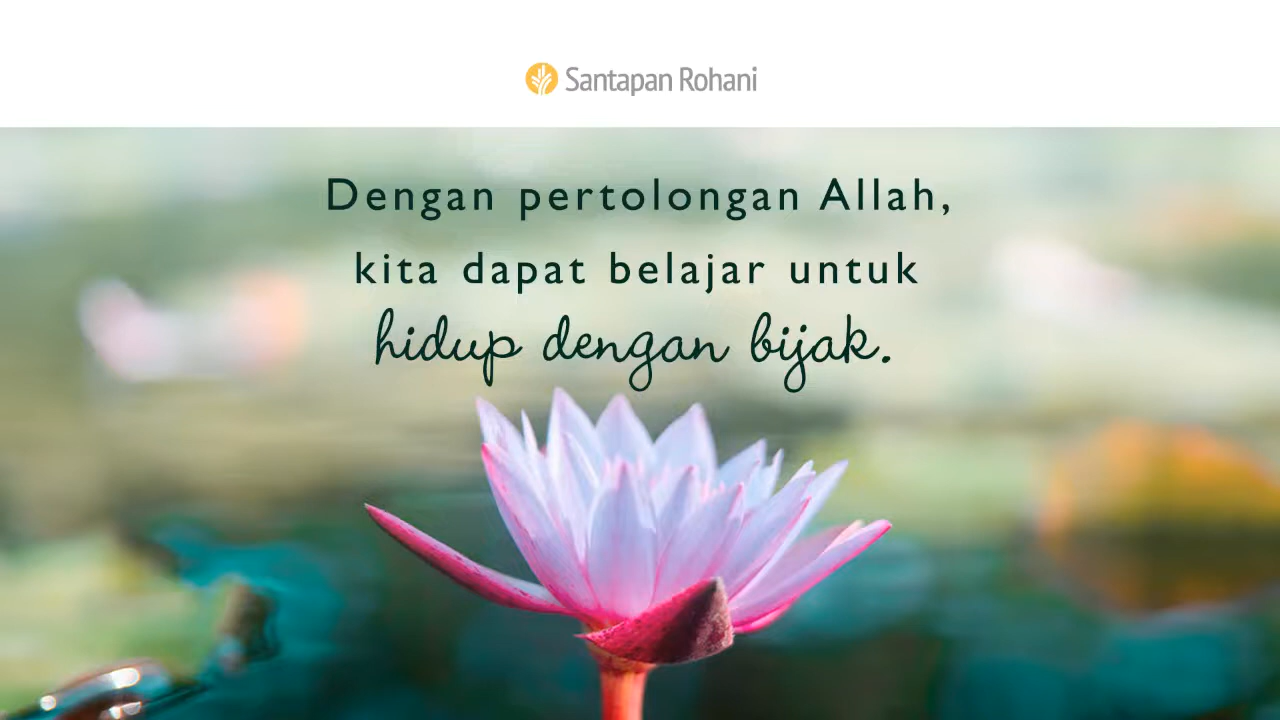 Santapan Rohani
Dengan pertolongan Allah,
kita dapat belajar untuk
hidup dengan bijak.